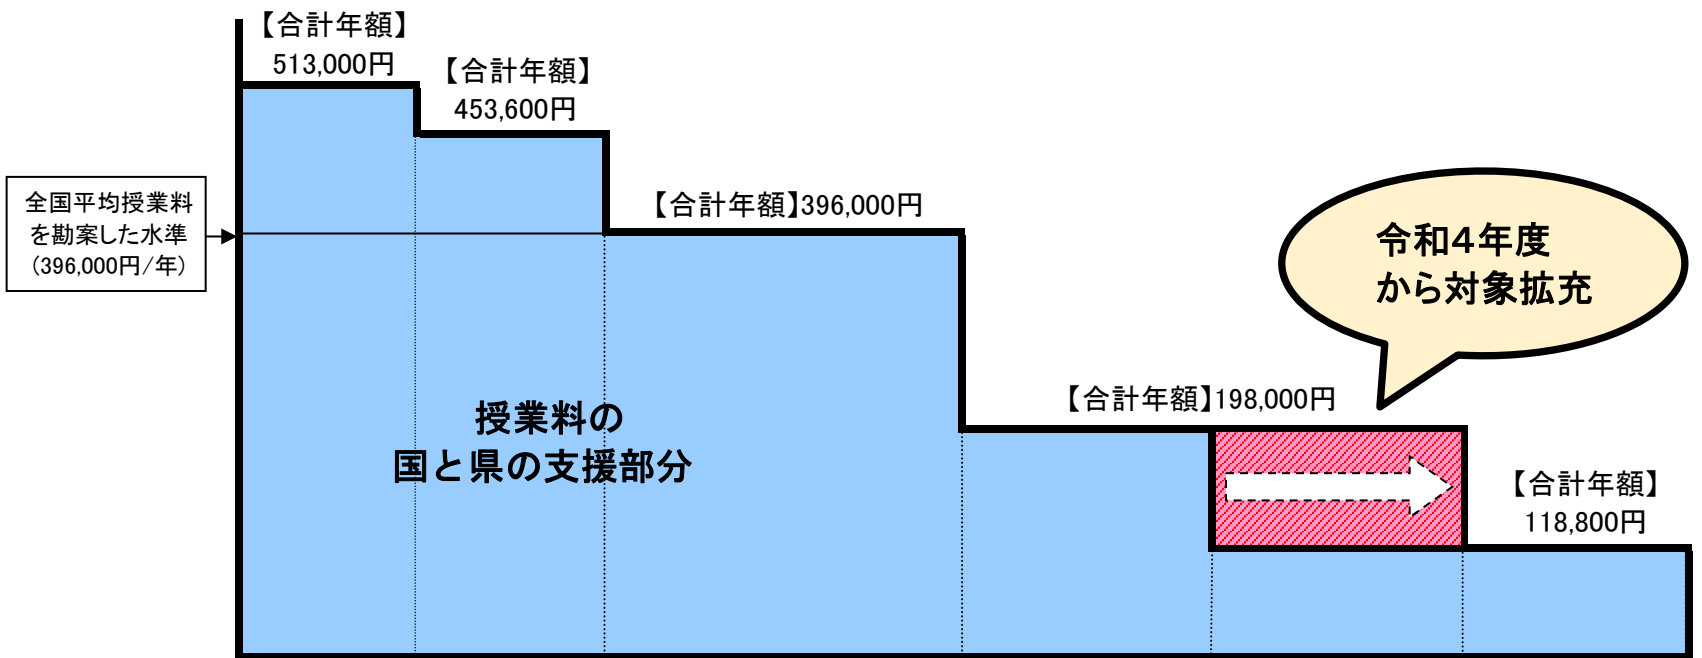 【合計年額】
513,000円
【合計年額】
453,600円
全国平均授業料
を勘案した水準
(396,000円/年)
【合計年額】396,000円
令和4年度
から対象拡充
【合計年額】198,000円
授業料の
国と県の支援部分
【合計年額】
118,800円